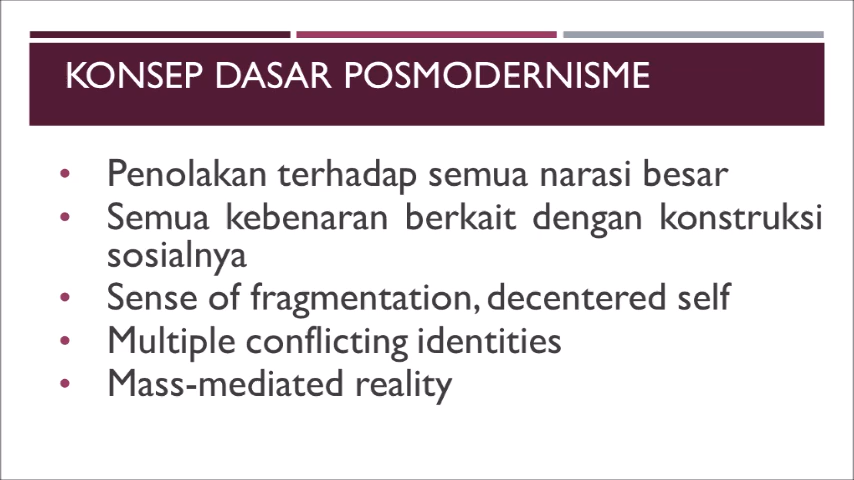 KONSEP DASAR POSMODERNISME
• Penolakan terhadap semua narasi besar
• Semua kebenaran berkait dengan konstruksi
sosialnya
• Sense of fragmentation, decentered self
• Multiple conflicting identities
• Mass-mediated reality